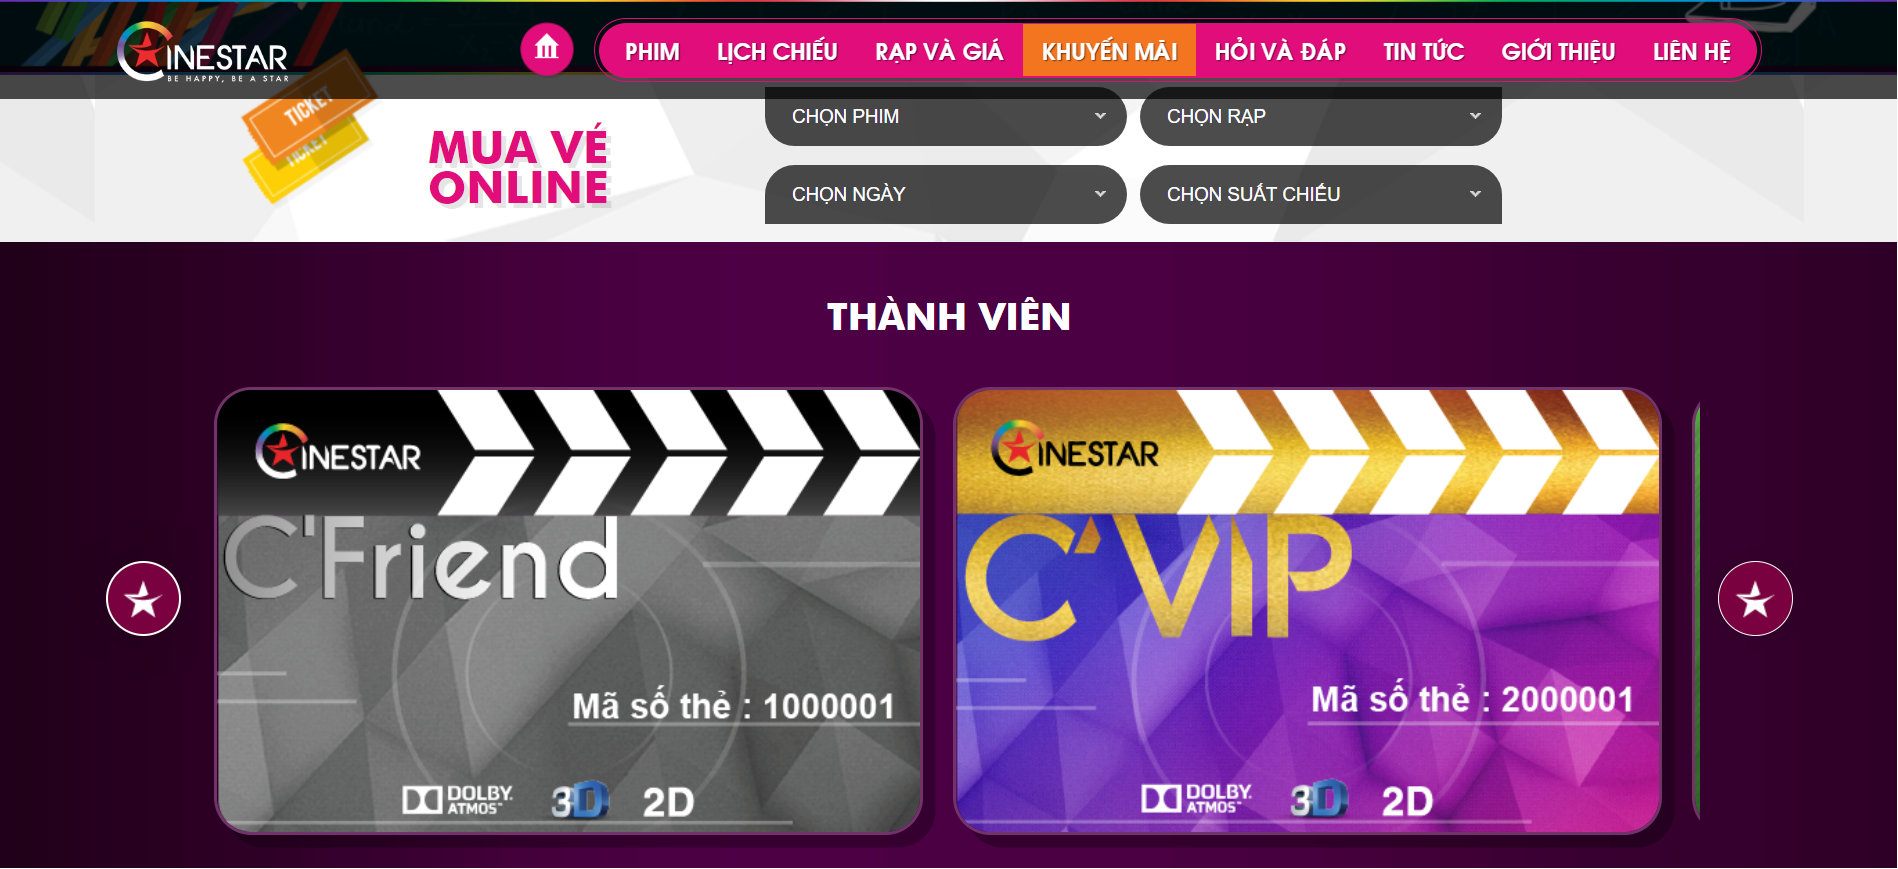 CINESTAR
BE HAPPY, BE A STAR
PHIM LỊCH CHIẾU RẠP VÀ GIÁ KHUYẾN MÃI HỎI VÀ ĐÁP TIN TỨC GIỚI THIỆU LIÊN HỆ
TICKET
TICKET
MUA VÉ
ONLINE
CHỌN PHIM
CHỌN RẠP
CHỌN NGÀY
CHỌN SUẤT CHIẾU
THÀNH VIÊN
CINESTAR
C'Friend
Mã số thẻ : 1000001
DOLBY
ATMOS
3D
2D
CINESTAR
C'VIP
Mã số thẻ : 2000001
DOLBY
ATMOS
3D
2D